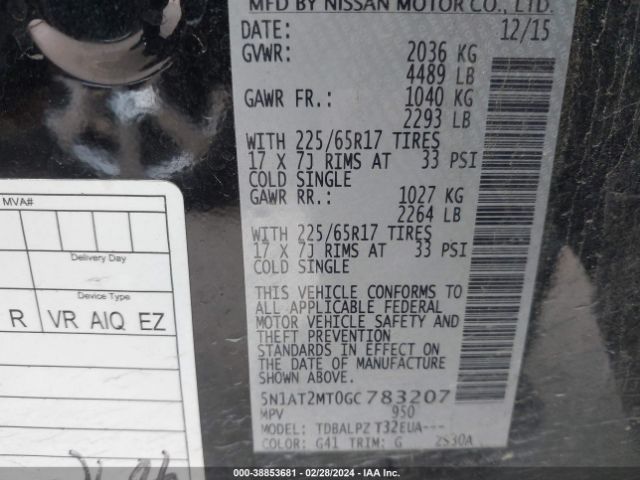 MFD BY NISSAN MOTOR CO., LTD.
DATE: 12/15
GVWR: 2036 KG
4489 LB
GAWR FR.: 1040 KG
2293 LB
WITH 225/65R17 TIRES
17 X 7J RIMS AT 33 PSI
COLD SINGLE
GAWR RR.: 1027 KG
2264 LB
WITH 225/65R17 TIRES
17 X 7J RIMS AT 33 PSI
COLD SINGLE
THIS VEHICLE CONFORMS TO
ALL APPLICABLE FEDERAL
MOTOR VEHICLE SAFETY AND
THEFT PREVENTION
STANDARDS IN EFFECT ON
THE DATE OF MANUFACTURE
SHOWN ABOVE.
5N1AT2MT0GC783207
MPV 950
MODEL: TDBALPZ T32EUA---
COLOR: G41 TRIM: G 2930A
MVA#
Delivery Day
Device Type
R VR AIQ EZ
000-38853681 - 02/28/2024 - IAA Inc.